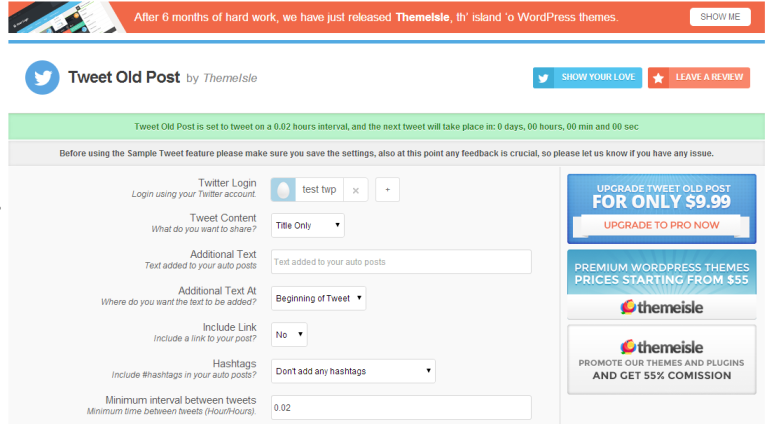 After 6 months of hard work, we have just released ThemeIsle, th' island 'o WordPress themes.
SHOW ME
Tweet Old Post by ThemeIsle
SHOW YOUR LOVE
LEAVE A REVIEW
Tweet Old Post is set to tweet on a 0.02 hours interval, and the next tweet will take place in: 0 days, 00 hours, 00 min and 00 sec
Before using the Sample Tweet feature please make sure you save the settings, also at this point any feedback is crucial, so please let us know if you have any issue.
Twitter Login
Login using your Twitter account.
test twp × +
Tweet Content
What do you want to share?
Title Only
Additional Text
Text added to your auto posts
Text added to your auto posts
Additional Text At
Where do you want the text to be added?
Beginning of Tweet
Include Link
Include a link to your post?
No
Hashtags
Include #hashtags in your auto posts?
Don't add any hashtags
Minimum interval between tweets
Minimum time between tweets (Hour/Hours).
0.02
UPGRADE TWEET OLD POST
FOR ONLY $9.99
UPGRADE TO PRO NOW
PREMIUM WORDPRESS THEMES
PRICES STARTING FROM $55
themeisle
themeisle
PROMOTE OUR THEMES AND PLUGINS
AND GET 55% COMISSION